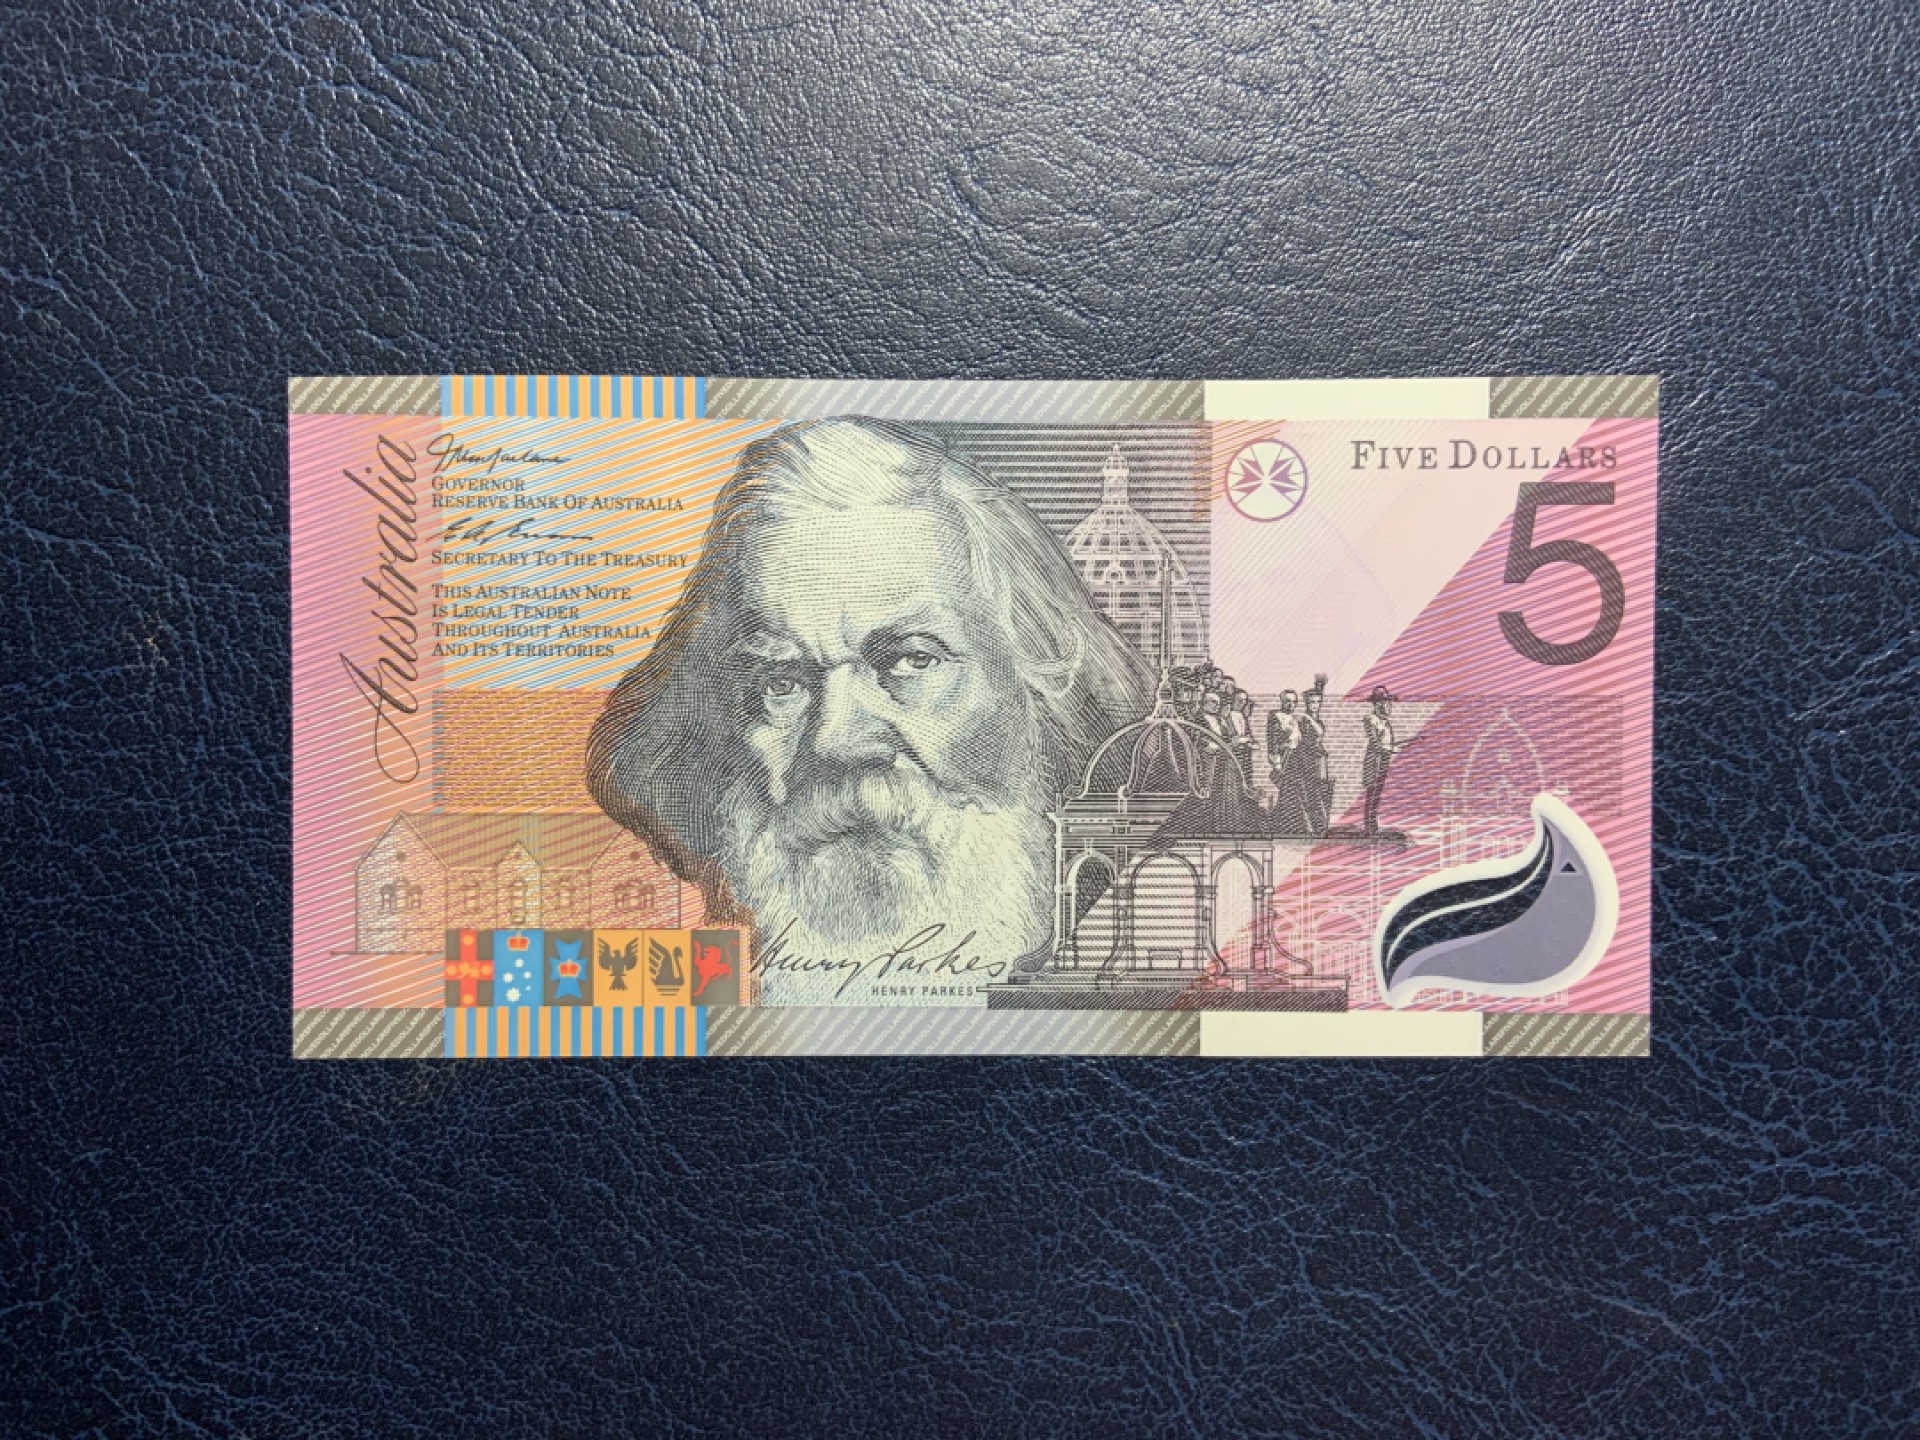 Australia
GOVERNOR
RESERVE BANK OF AUSTRALIA
SECRETARY TO THE TREASURY
THIS AUSTRALIAN NOTE
IS LEGAL TENDER
THROUGHOUT AUSTRALIA
AND ITS TERRITORIES
FIVE DOLLARS
5
Henry Parkes
HENRY PARKES